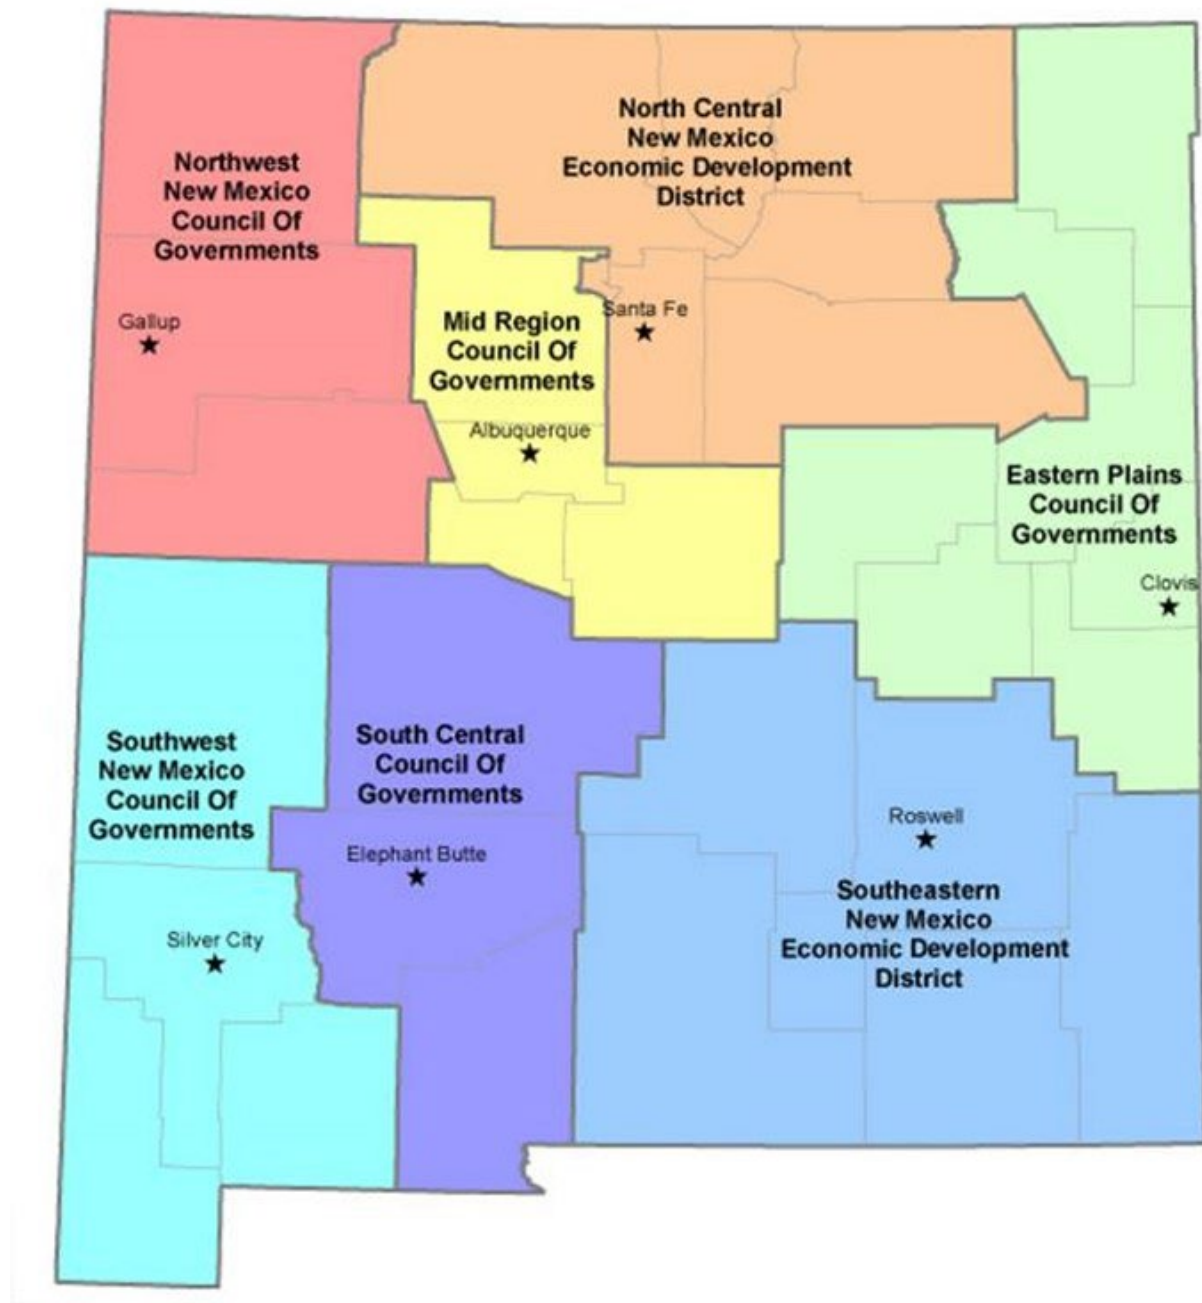 North Central
New Mexico
Economic Development
District
Northwest
New Mexico
Council Of
Governments
Gallup
Mid Region
Council Of
Governments
Santa Fe
Albuquerque
Eastern Plains
Council Of
Governments
Clovis
Southwest
New Mexico
Council Of
Governments
South Central
Council Of
Governments
Elephant Butte
Silver City
Roswell
Southeastern
New Mexico
Economic Development
District